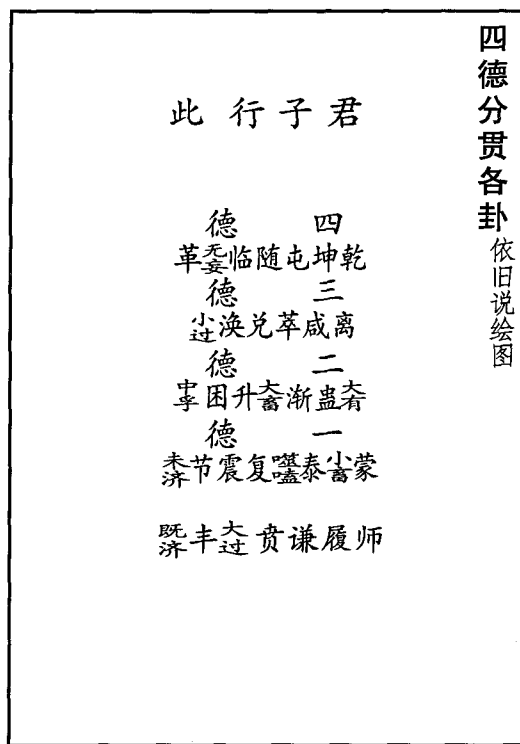 四德分贯各卦
依旧说绘图
君子行此
四德
乾坤屯随临无妄革
三德
离咸萃兑涣小过
二德
大有蛊渐大畜升困中孚
一德
蒙小畜泰噬嗑复震节未济
师履谦贲大过丰既济